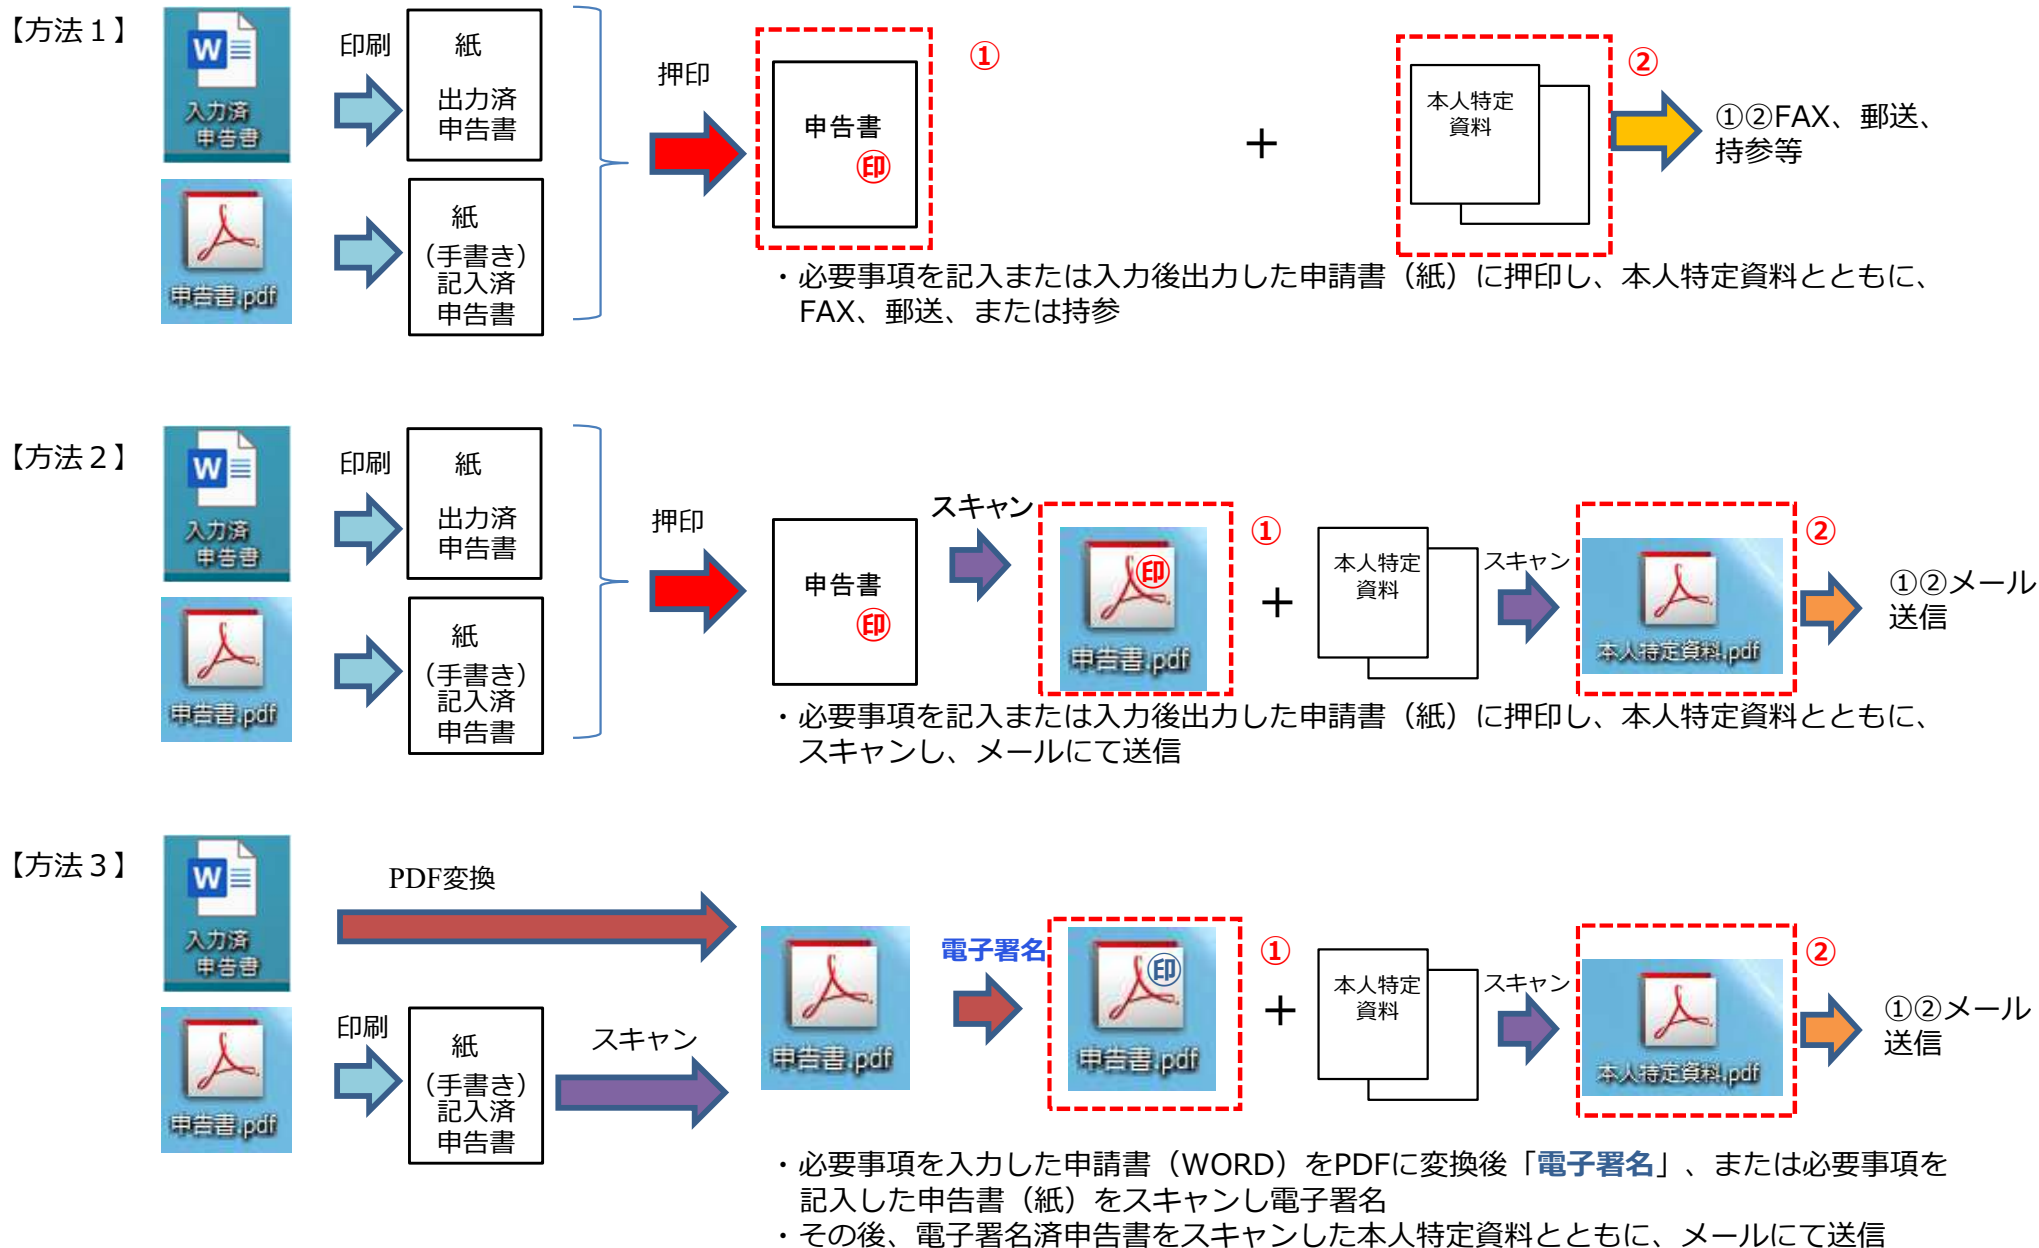 【方法１】
W
入力済
申告書
印刷
紙
出力済
申告書
申告書.pdf
紙
（手書き）
記入済
申告書
押印
申告書
㊞
①
＋
本人特定
資料
②
①②FAX、郵送、
持参等
・必要事項を記入または入力後出力した申請書（紙）に押印し、本人特定資料とともに、
FAX、郵送、または持参
【方法２】
W
入力済
申告書
印刷
紙
出力済
申告書
申告書.pdf
紙
（手書き）
記入済
申告書
押印
申告書
㊞
スキャン
㊞
申告書.pdf
①
＋
本人特定
資料
スキャン
本人特定資料.pdf
②
①②メール
送信
・必要事項を記入または入力後出力した申請書（紙）に押印し、本人特定資料とともに、
スキャンし、メールにて送信
【方法３】
W
入力済
申告書
PDF変換
申告書.pdf
印刷
紙
（手書き）
記入済
申告書
スキャン
申告書.pdf
電子署名
㊞
申告書.pdf
①
＋
本人特定
資料
スキャン
本人特定資料.pdf
②
①②メール
送信
・必要事項を入力した申請書（WORD）をPDFに変換後「電子署名」、または必要事項を
記入した申告書（紙）をスキャンし電子署名
・その後、電子署名済申告書をスキャンした本人特定資料とともに、メールにて送信